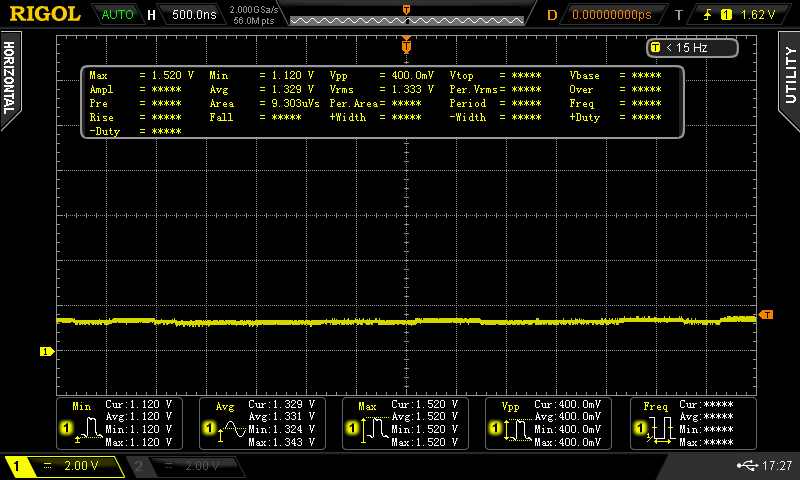 RIGOL AUTO H 500.0ns 2.000GSa/s 56.0M pts T D 0.00000000ps T 1 1.62 V
HORIZONTAL
UTILITY
T
T < 15 Hz
Max = 1.520 V Min = 1.120 V Vpp = 400.0mV Vtop = ***** Vbase = *****
Ampl = ***** Avg = 1.329 V Vrms = 1.333 V Per.Vrms= ***** Over = *****
Pre = ***** Area = 9.303uVs Per.Area= ***** Period = ***** Freq = *****
Rise = ***** Fall = ***** +Width = ***** -Width = ***** +Duty = *****
-Duty = *****
T
1
Min
1
Cur:1.120 V
Avg:1.120 V
Min:1.120 V
Max:1.120 V
Avg
1
Cur:1.329 V
Avg:1.331 V
Min:1.324 V
Max:1.343 V
Max
1
Cur:1.520 V
Avg:1.520 V
Min:1.520 V
Max:1.520 V
Vpp
1
Cur:400.0mV
Avg:400.0mV
Min:400.0mV
Max:400.0mV
Freq
1
Cur:*****
Avg:*****
Min:*****
Max:*****
1 2.00 V 2 2.00 V 17:27